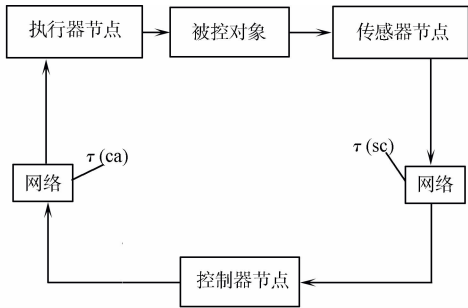 执行器节点
被控对象
传感器节点
τ(ca)
τ(sc)
网络
网络
控制器节点